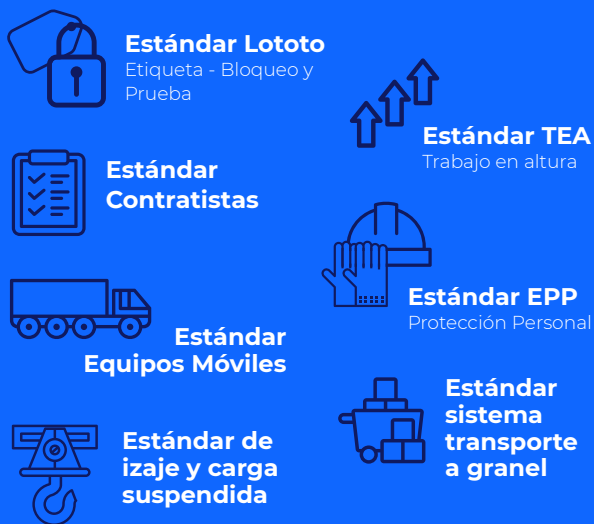 Estándar Lototo
Etiqueta - Bloqueo y
Prueba
Estándar TEA
Trabajo en altura
Estándar
Contratistas
Estándar EPP
Protección Personal
Estándar
Equipos Móviles
Estándar
sistema
transporte
a granel
Estándar de
izaje y carga
suspendida